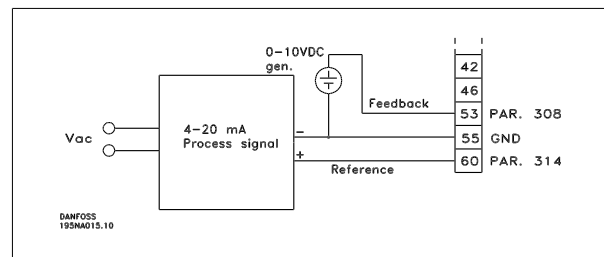 0-10VDC
gen.
42
46
Feedback
53 PAR. 308
Vac
4-20 mA
Process signal
-
55 GND
+
60 PAR. 314
Reference
DANFOSS
195NA015.10